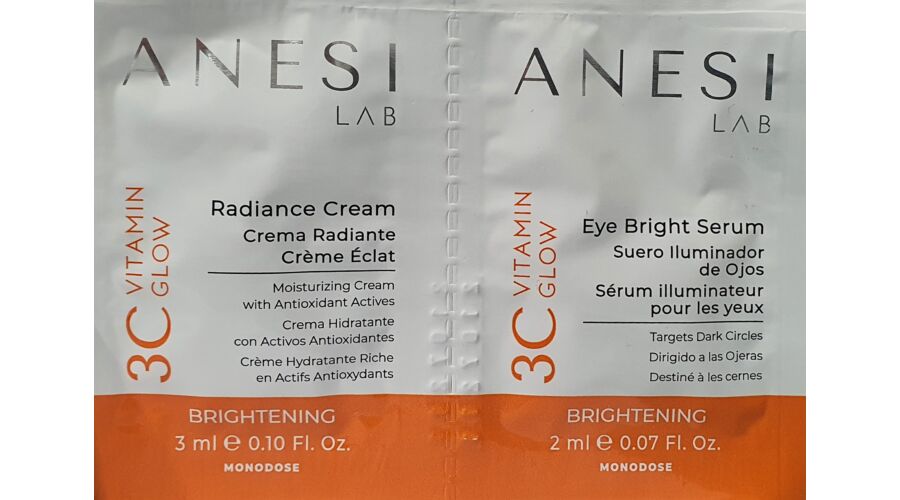 ANESI
LAB
3C VITAMIN
GLOW
Radiance Cream
Crema Radiante
Crème Éclat
Moisturizing Cream
with Antioxidant Actives
Crema Hidratante
con Activos Antioxidantes
Crème Hydratante Riche
en Actifs Antioxydants
BRIGHTENING
3 ml ℮ 0.10 Fl. Oz.
MONODOSE
ANESI
LAB
3C VITAMIN
GLOW
Eye Bright Serum
Suero Iluminador
de Ojos
Sérum illuminateur
pour les yeux
Targets Dark Circles
Dirigido a las Ojeras
Destiné à les cernes
BRIGHTENING
2 ml ℮ 0.07 Fl. Oz.
MONODOSE